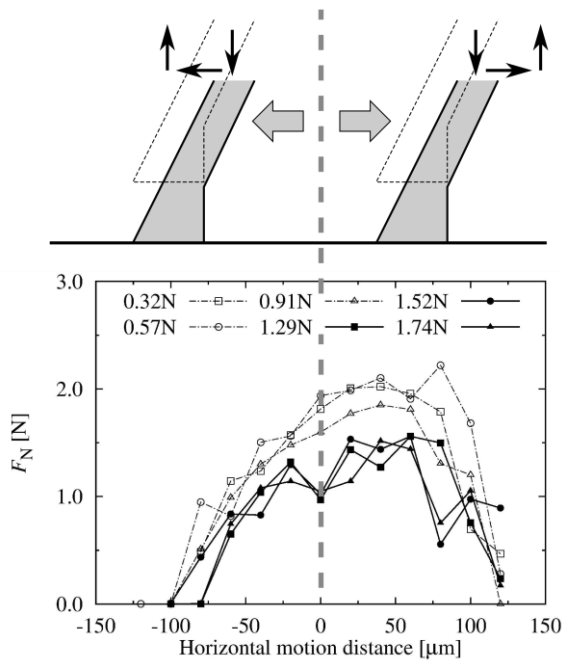 3.0
0.32N 0.91N 1.52N
0.57N 1.29N 1.74N
2.0
F_N [N]
1.0
0.0
-150 -100 -50 0 50 100 150
Horizontal motion distance [μm]